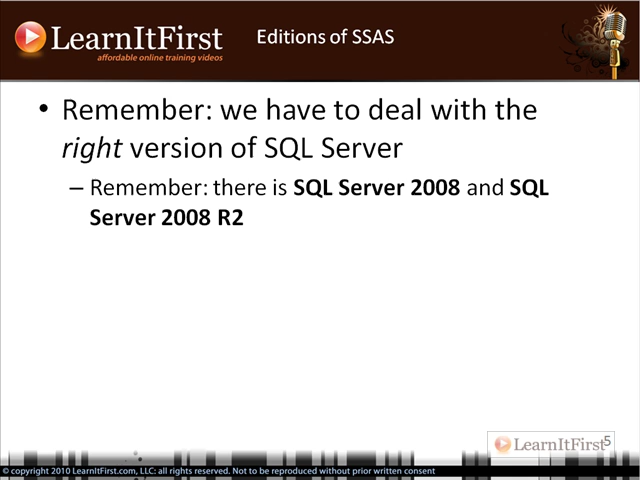 LearnItFirst
affordable online training videos
Editions of SSAS
• Remember: we have to deal with the
right version of SQL Server
– Remember: there is SQL Server 2008 and SQL
Server 2008 R2
LearnItFirst
5
© copyright 2010 LearnItFirst.com, LLC: all rights reserved. Not to be reproduced without prior written consent